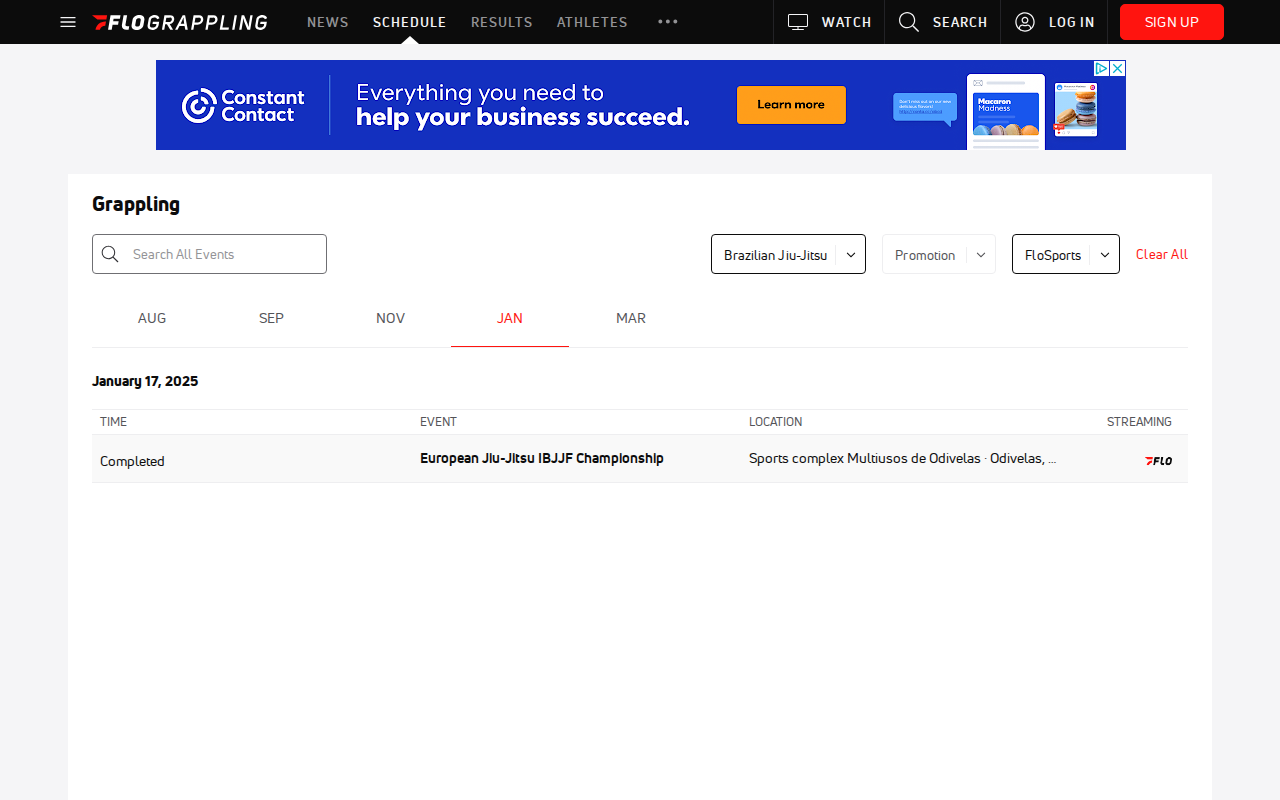 FLOGRAPPLING NEWS SCHEDULE RESULTS ATHLETES WATCH SEARCH LOG IN SIGN UP
Constant Contact
Everything you need to
help your business succeed.
Learn more
Macaron
Madness
Grappling
Search All Events Brazilian Jiu-Jitsu Promotion FloSports Clear All
AUG SEP NOV JAN MAR
January 17, 2025
TIME EVENT LOCATION STREAMING
Completed European Jiu-Jitsu IBJJF Championship Sports complex Multiusos de Odivelas · Odivelas, ... FLO